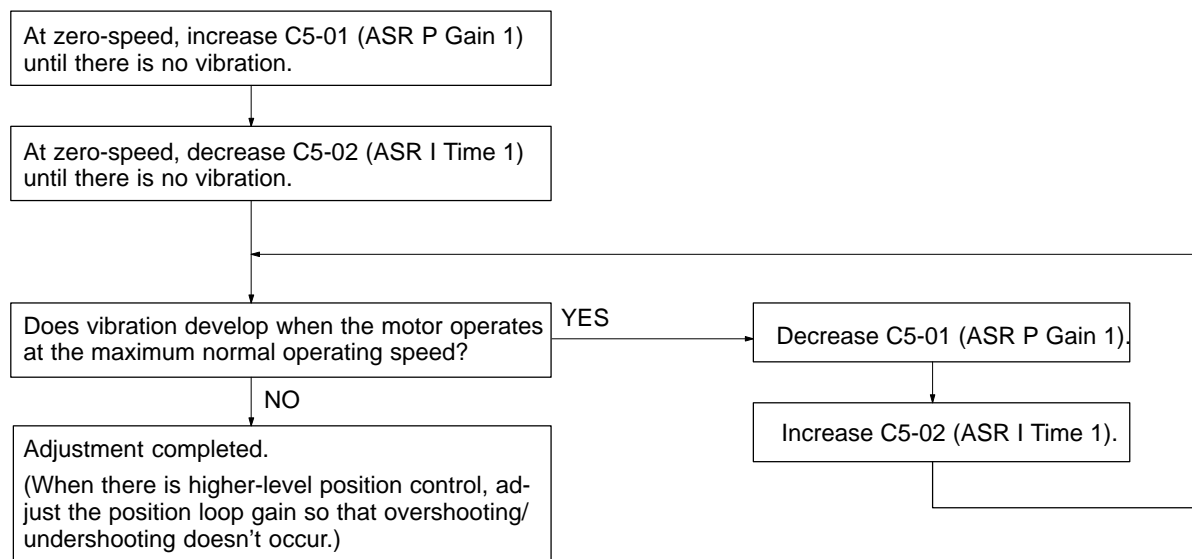 At zero-speed, increase C5-01 (ASR P Gain 1)
until there is no vibration.
At zero-speed, decrease C5-02 (ASR I Time 1)
until there is no vibration.
Does vibration develop when the motor operates
at the maximum normal operating speed?
YES
Decrease C5-01 (ASR P Gain 1).
Increase C5-02 (ASR I Time 1).
NO
Adjustment completed.
(When there is higher-level position control, ad-
just the position loop gain so that overshooting/
undershooting doesn't occur.)